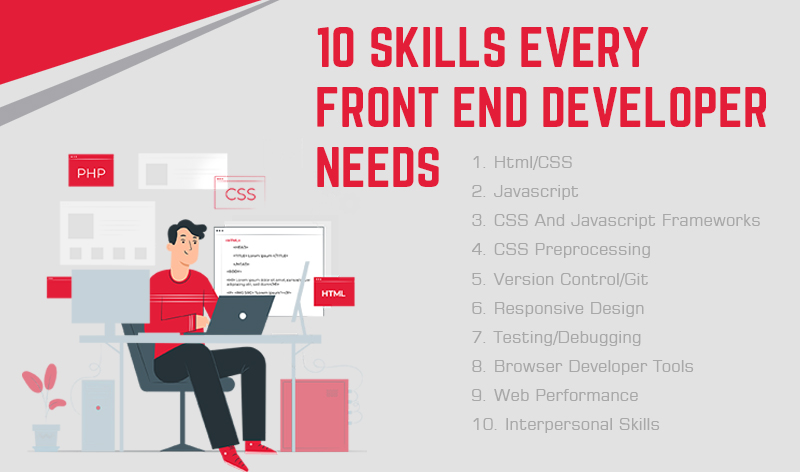 10 SKILLS EVERY
FRONT END DEVELOPER
NEEDS
1. Html/CSS
2. Javascript
3. CSS And Javascript Frameworks
4. CSS Preprocessing
5. Version Control/Git
6. Responsive Design
7. Testing/Debugging
8. Browser Developer Tools
9. Web Performance
10. Interpersonal Skills
PHP
CSS
HTML